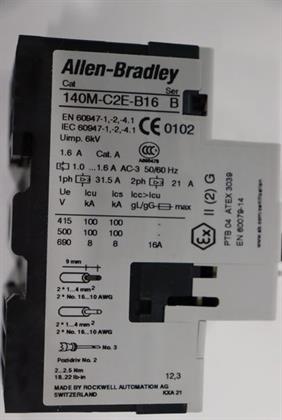 Allen-Bradley
Cat Ser
140M-C2E-B16 B
EN 60947-1,-2,-4.1
IEC 60947-1,-2,-4.1
CE 0102
Uimp. 6kV
1.6 A Cat. A
1.0 ... 1.6A AC-3 50/60 Hz
1ph 31.5 A 2ph 21 A
Ue Icu Ics Icc>Icu
V kA kA gL/gG max
415 100 100 -
500 100 100 -
690 8 8 16A
9 mm
2 * 1...4 mm²
2 * No. 16...10 AWG
2 * 1...4 mm²
2 * No. 16...10 AWG
No. 3
Pozidriv No. 2
2...2.5 Nm
18...22 lb-in
12,3
MADE BY ROCKWELL AUTOMATION AG
SWITZERLAND KXA 21
Ex II (2) G
PTB 04 ATEX 3039
EN 60079-14